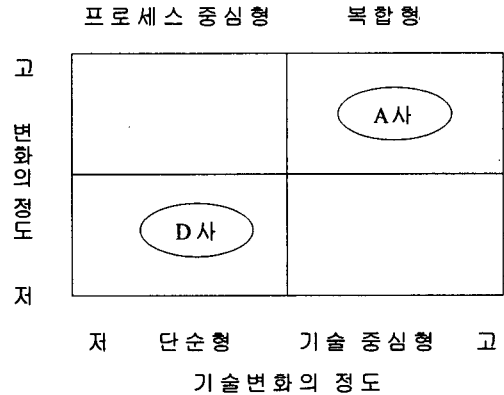 프로세스 중심형 복합형
고
A사
변화의 정도
D사
저
저 단순형 기술 중심형 고
기술변화의 정도